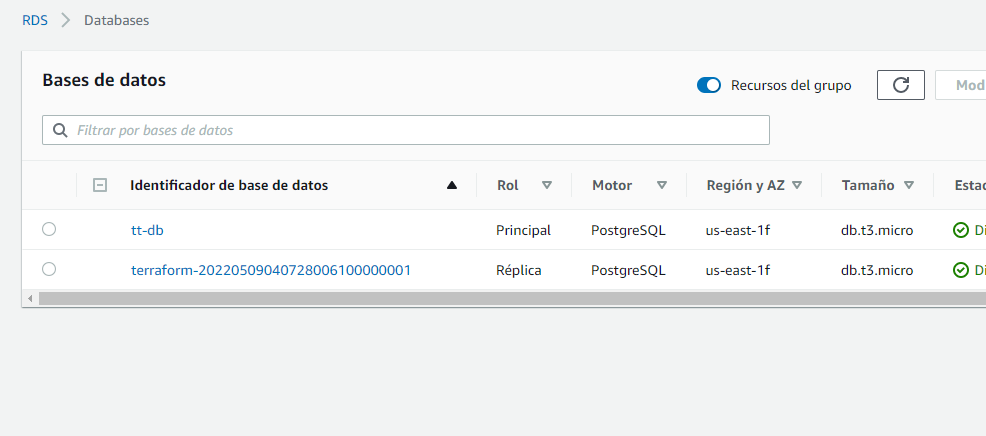 RDS Databases
Bases de datos
Recursos del grupo
Mod
Filtrar por bases de datos
Identificador de base de datos Rol Motor Región y AZ Tamaño Estad
tt-db Principal PostgreSQL us-east-1f db.t3.micro Di
terraform-20220509040728006100000001 Réplica PostgreSQL us-east-1f db.t3.micro Di